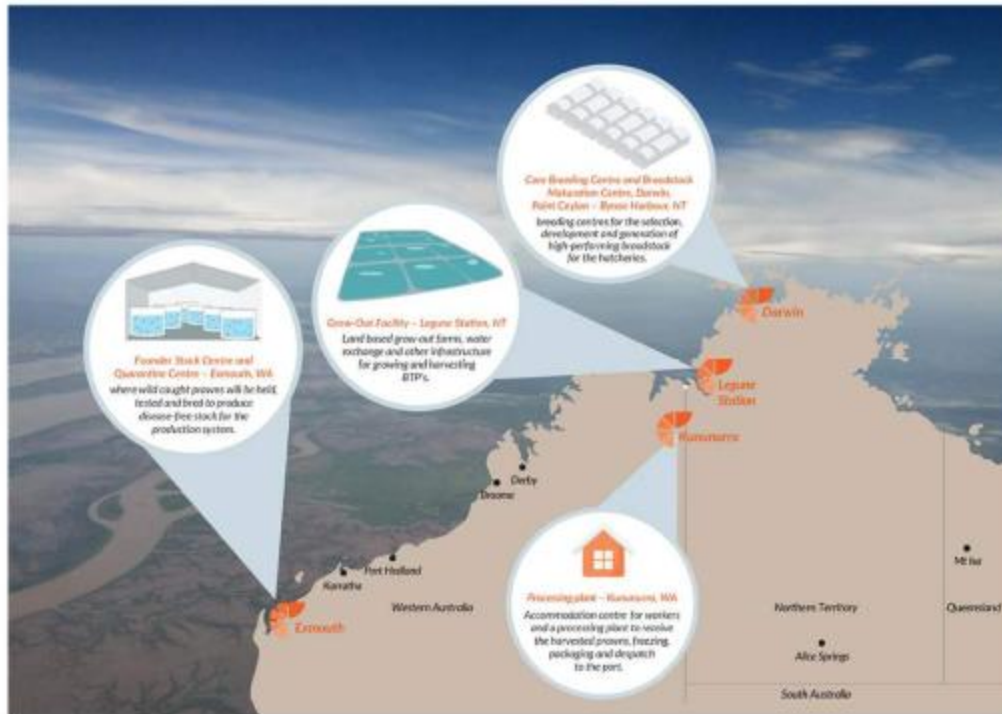 Core Breeding Centre and Broodstock
Maturation Centre, Darwin,
Point Ceylon – Bynoe Harbour, NT
breeding centres for the selection,
development and generation of
high-performing broodstock
for the hatcheries.
Grow-Out Facility – Legune Station, NT
Land based grow-out farms, water
exchange and other infrastructure
for growing and harvesting
BTP's.
Founder Stock Centre and
Quarantine Centre – Exmouth, WA
where wild caught prawns will be held,
tested and bred to produce
disease-free stock for the
production system.
Darwin
Legune
Station
Kununurra
Derby
Broome
Port Hedland
Karratha
Exmouth
Western Australia
Processing plant – Kununurra, WA
Accommodation centre for workers
and a processing plant to receive
the harvested prawns, freezing,
packaging and despatch
to the port.
Mt Isa
Northern Territory
Queensland
Alice Springs
South Australia